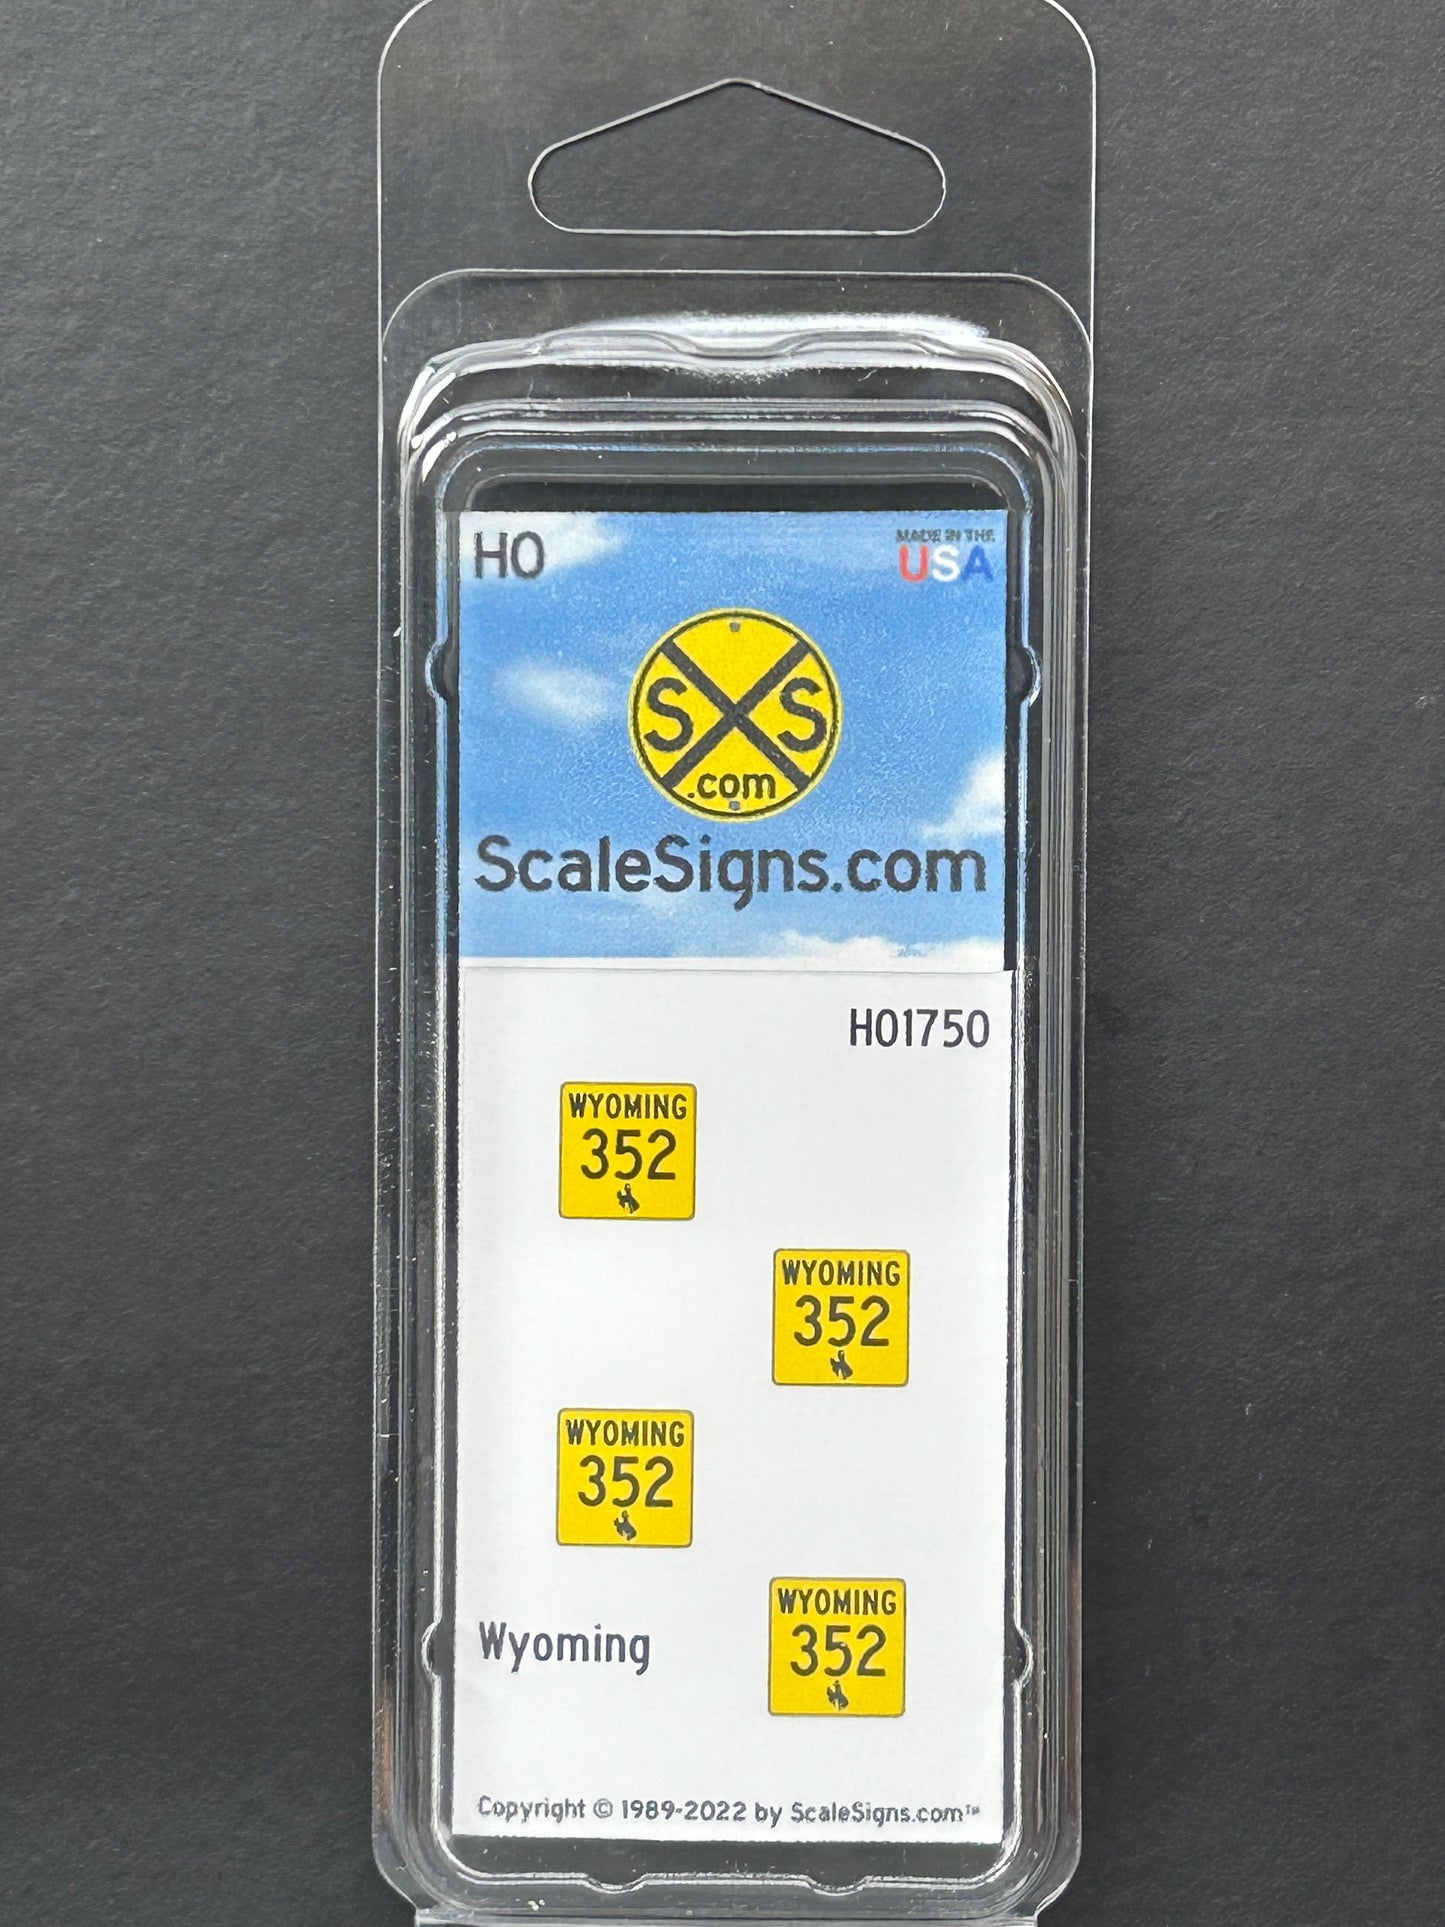 HO
MADE IN THE
USA
S S
.com
ScaleSigns.com
HO1750
WYOMING
352
WYOMING
352
WYOMING
352
WYOMING
352
Wyoming
Copyright © 1989-2022 by ScaleSigns.com™